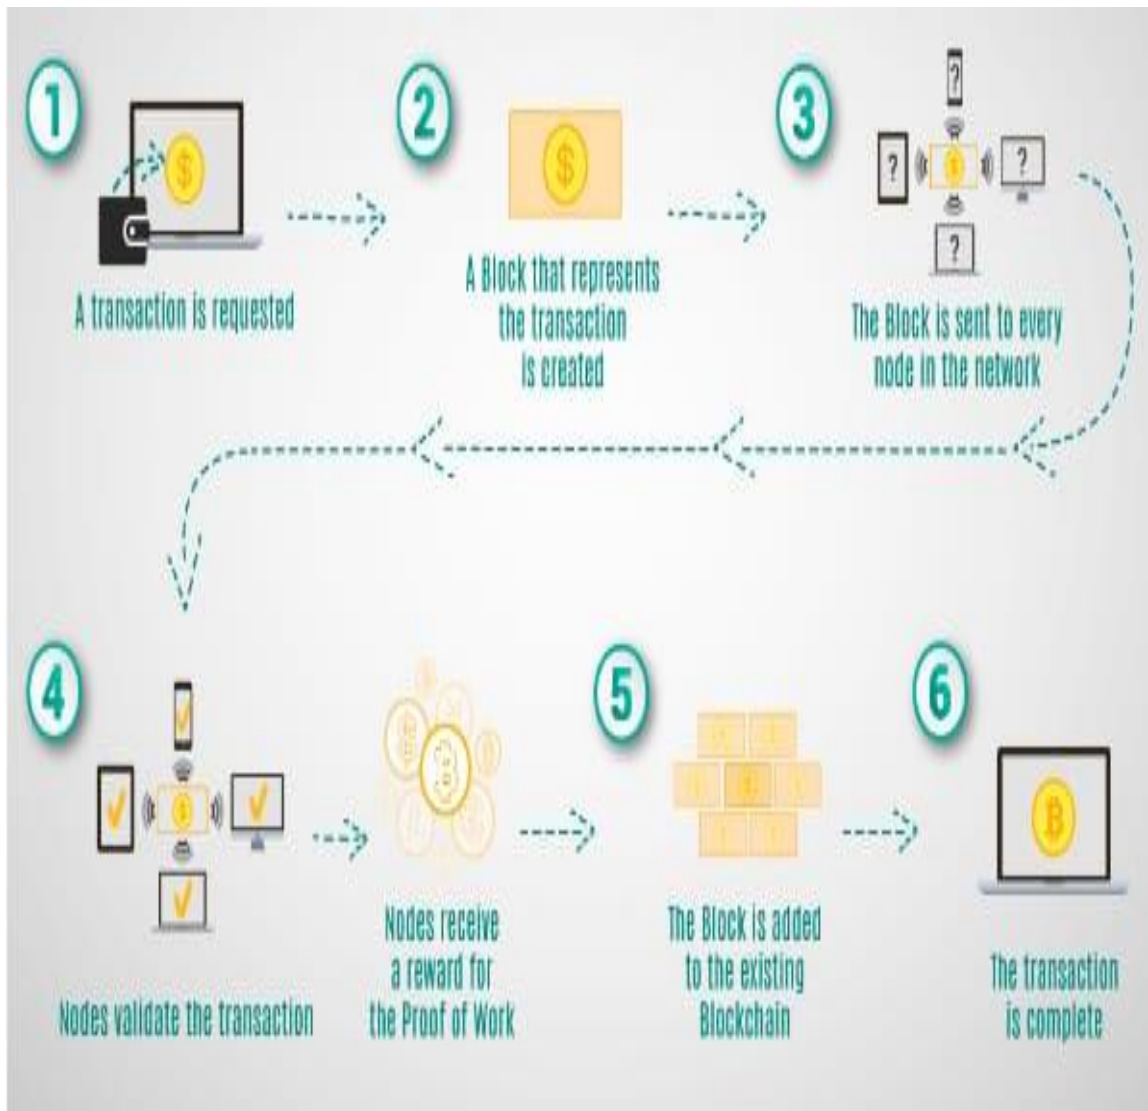 1
A transaction is requested
2
A Block that represents
the transaction
is created
3
?
?
?
?
The Block is sent to every
node in the network
4
Nodes validate the transaction
Nodes receive
a reward for
the Proof of Work
5
The Block is added
to the existing
Blockchain
6
The transaction
is complete